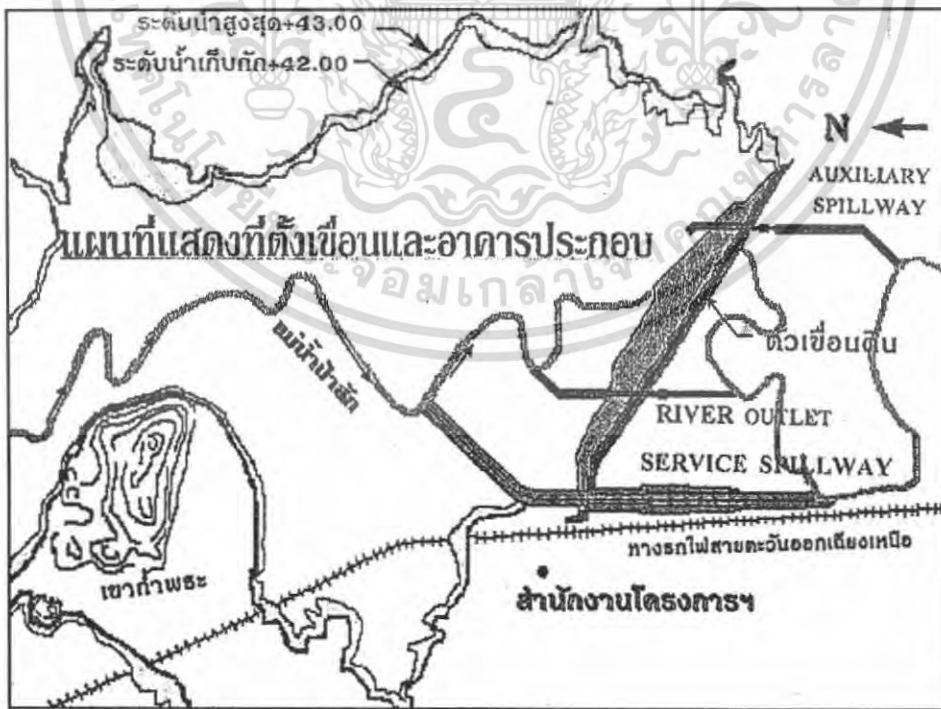 ระดับน้ำสูงสุด+43.00
ระดับน้ำเก็บกัก+42.00
N
AUXILIARY
SPILLWAY
แผนที่แสดงที่ตั้งเขื่อนและอาคารประกอบ
แม่น้ำป่าสัก
ตัวเขื่อนดิน
RIVER OUTLET
SERVICE SPILLWAY
ทางรถไฟสายตะวันออกเฉียงเหนือ
เขาถ้ำพระ
สำนักงานโครงการฯ